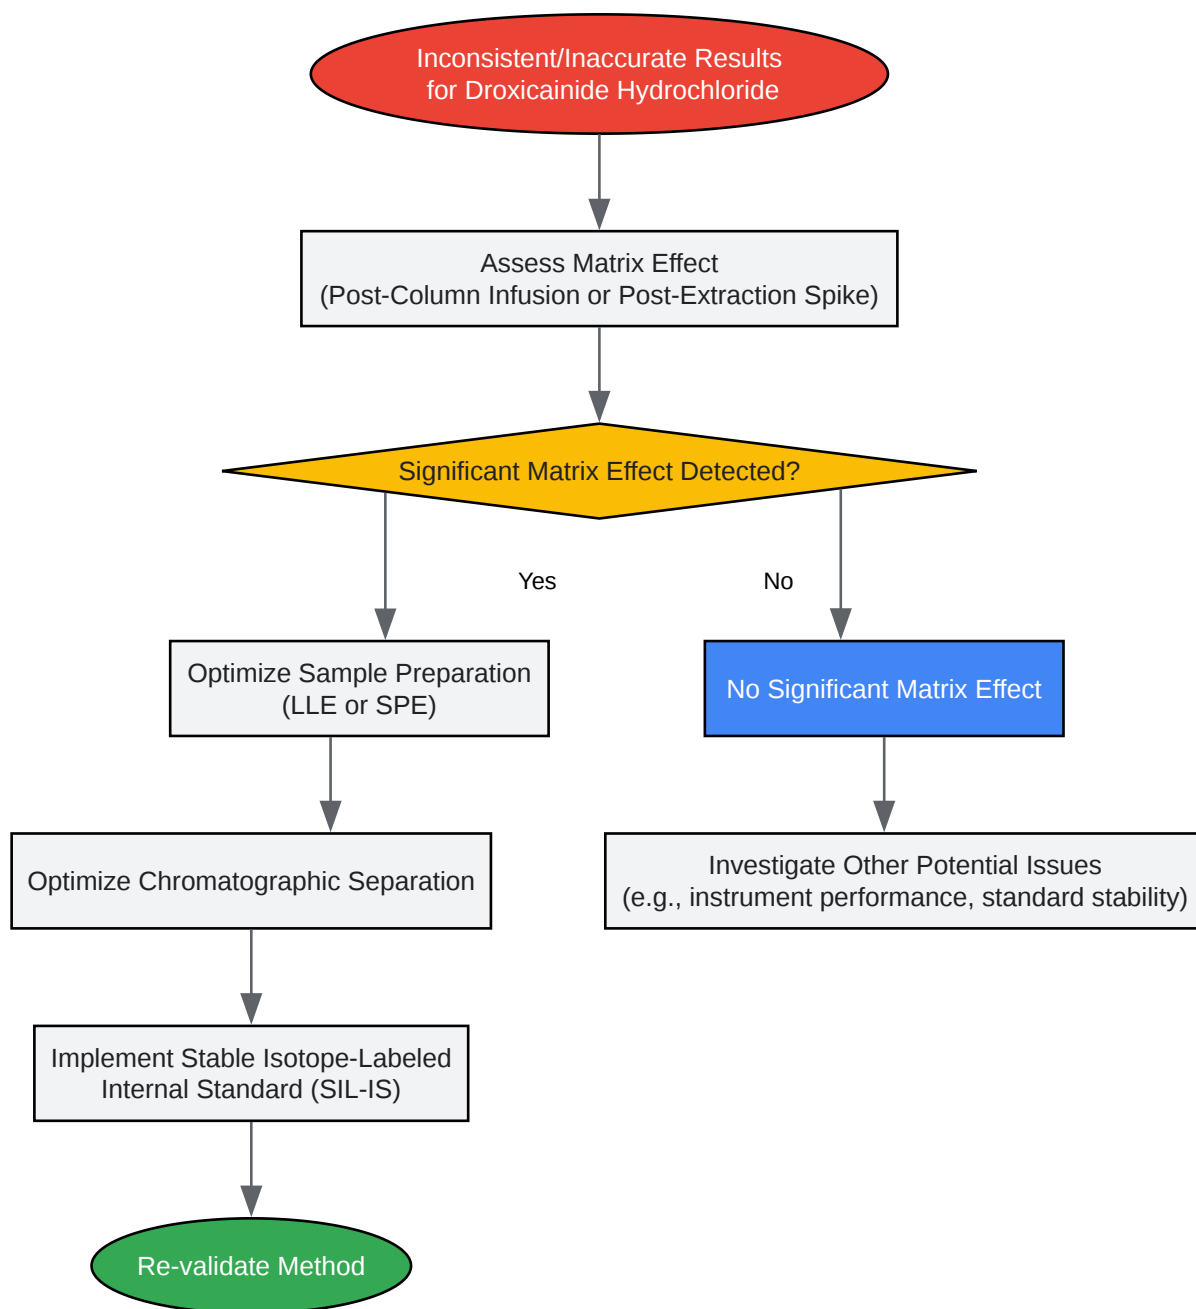 Inconsistent/Inaccurate Results
for Droxicainide Hydrochloride
Assess Matrix Effect
(Post-Column Infusion or Post-Extraction Spike)
Significant Matrix Effect Detected?
Yes
No
Optimize Sample Preparation
(LLE or SPE)
No Significant Matrix Effect
Optimize Chromatographic Separation
Investigate Other Potential Issues
(e.g., instrument performance, standard stability)
Implement Stable Isotope-Labeled
Internal Standard (SIL-IS)
Re-validate Method